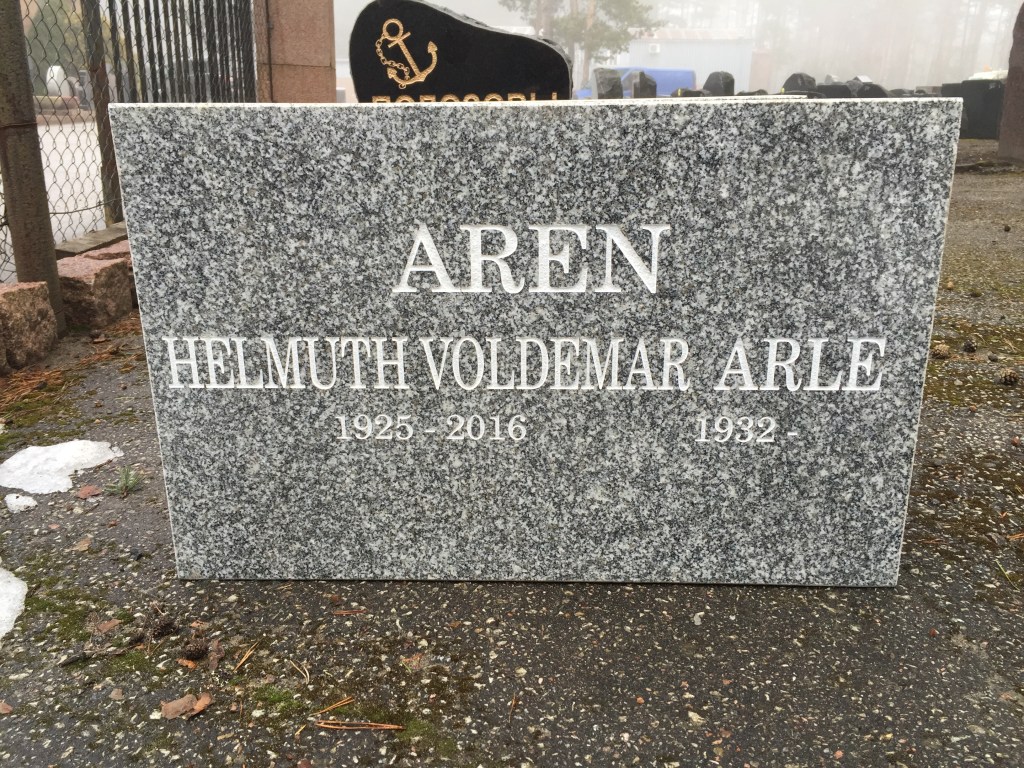 AREN
HELMUTH VOLDEMAR ARLE
1925 - 2016 1932 -